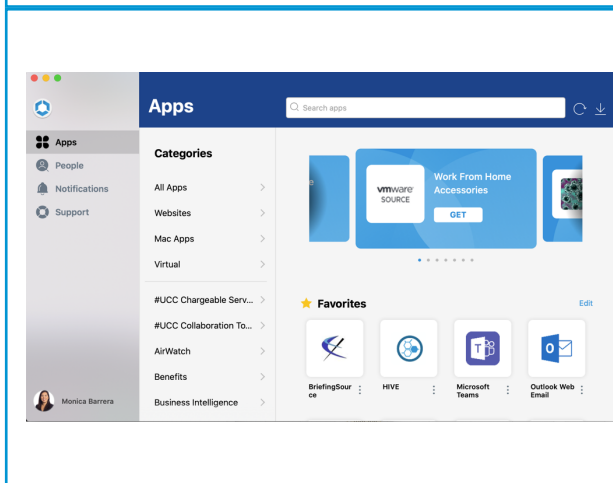 Apps
Search apps
Apps
People
Notifications
Support
Monica Barrera
Categories
All Apps
Websites
Mac Apps
Virtual
#UCC Chargeable Serv...
#UCC Collaboration To...
AirWatch
Benefits
Business Intelligence
e
vmware
SOURCE
Work From Home
Accessories
GET
Favorites
Edit
BriefingSour
ce
HIVE
Microsoft
Teams
Outlook Web
Email